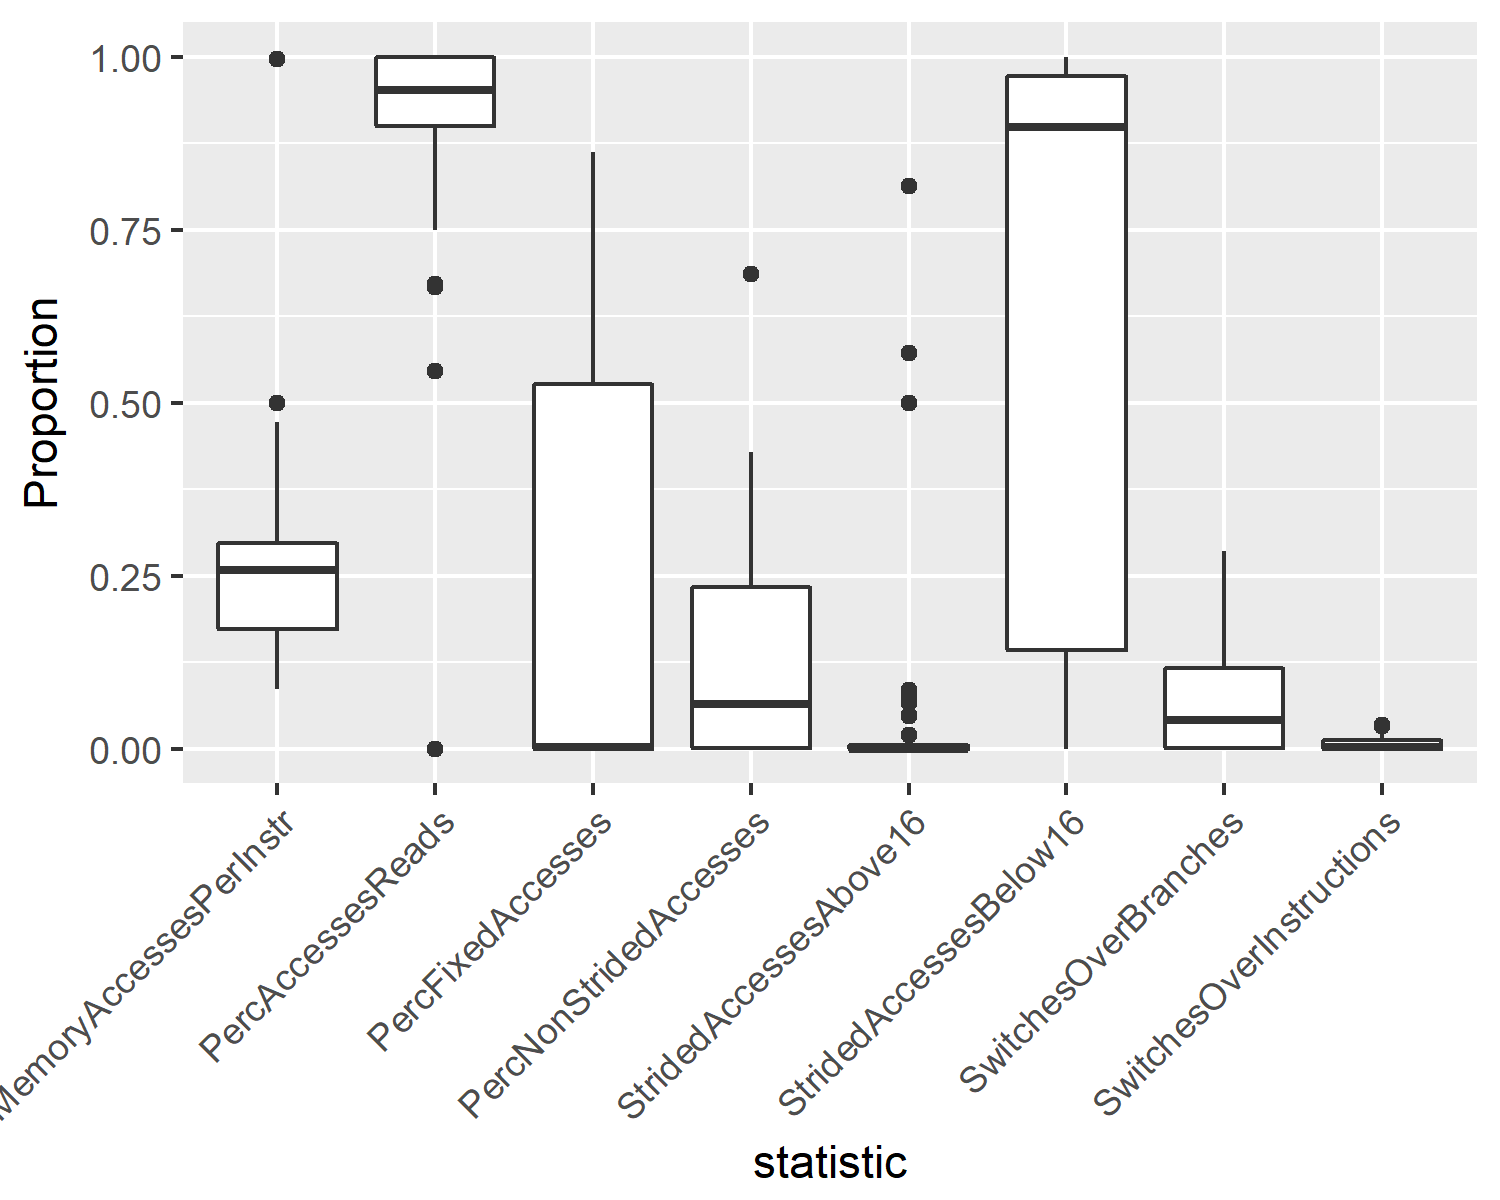 1.00
0.75
0.50
0.25
0.00
Proportion
MemoryAccessesPerInstr
PercAccessesReads
PercFixedAccesses
PercNonStridedAccesses
StridedAccessesAbove16
StridedAccessesBelow16
SwitchesOverBranches
SwitchesOverInstructions
statistic